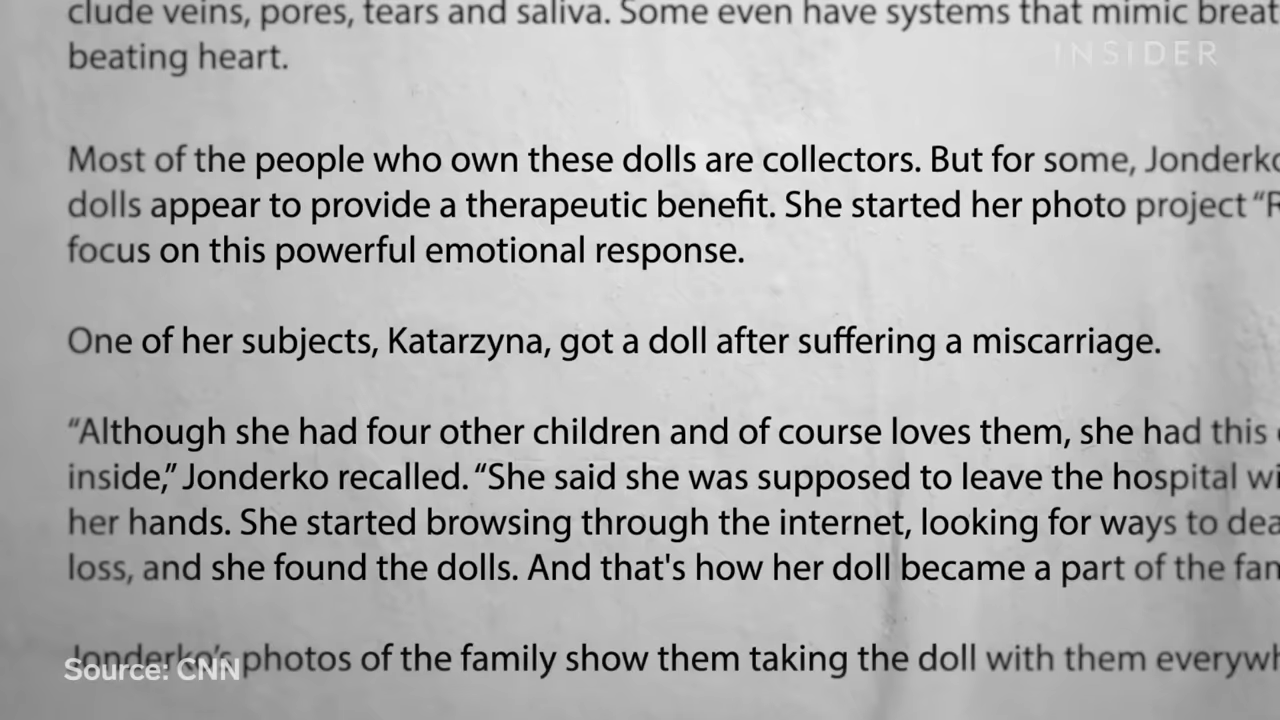 clude veins, pores, tears and saliva. Some even have systems that mimic
INSIDER
beating heart.
Most of the people who own these dolls are collectors. But for some,
dolls appear to provide a therapeutic benefit. She started her photo project
focus on this powerful emotional response.
One of her subjects, Katarzyna, got a doll after suffering a miscarriage.
“Although she had four other children and of course loves them, she had this
inside,” Jonderko recalled. “She said she was supposed to leave the hospital
her hands. She started browsing through the internet, looking for ways to
loss, and she found the dolls. And that's how her doll became a part of the
Jonderko’s photos of the family show them taking the doll with them
Source: CNN